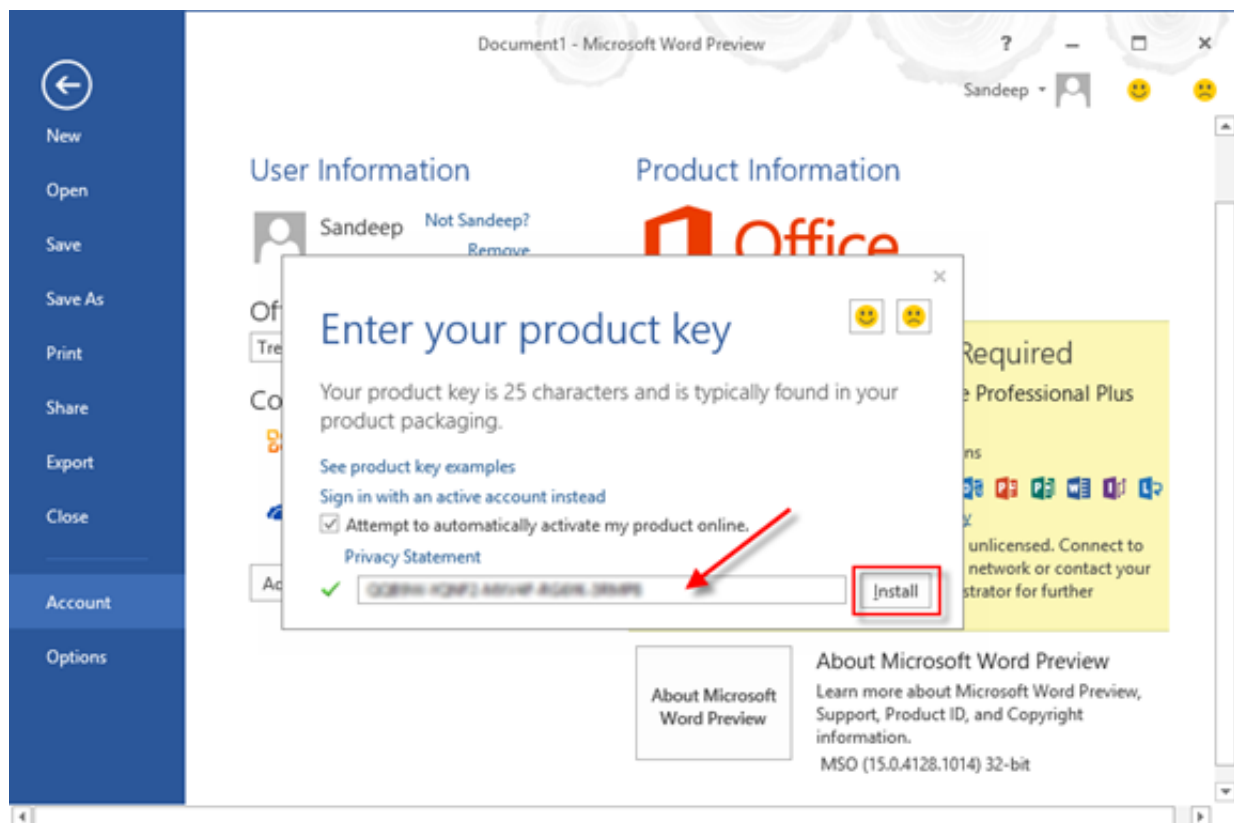 Document1 - Microsoft Word Preview
?
Sandeep
New
Open
Save
Save As
Print
Share
Export
Close
Account
Options
User Information
Sandeep
Not Sandeep?
Remove
Of
Tre
Co
Ac
Product Information
Office
Required
Professional Plus
ns
unlicensed. Connect to
network or contact your
strator for further
Enter your product key
Your product key is 25 characters and is typically found in your
product packaging.
See product key examples
Sign in with an active account instead
Attempt to automatically activate my product online.
Privacy Statement
Install
About Microsoft
Word Preview
About Microsoft Word Preview
Learn more about Microsoft Word Preview,
Support, Product ID, and Copyright
information.
MSO (15.0.4128.1014) 32-bit